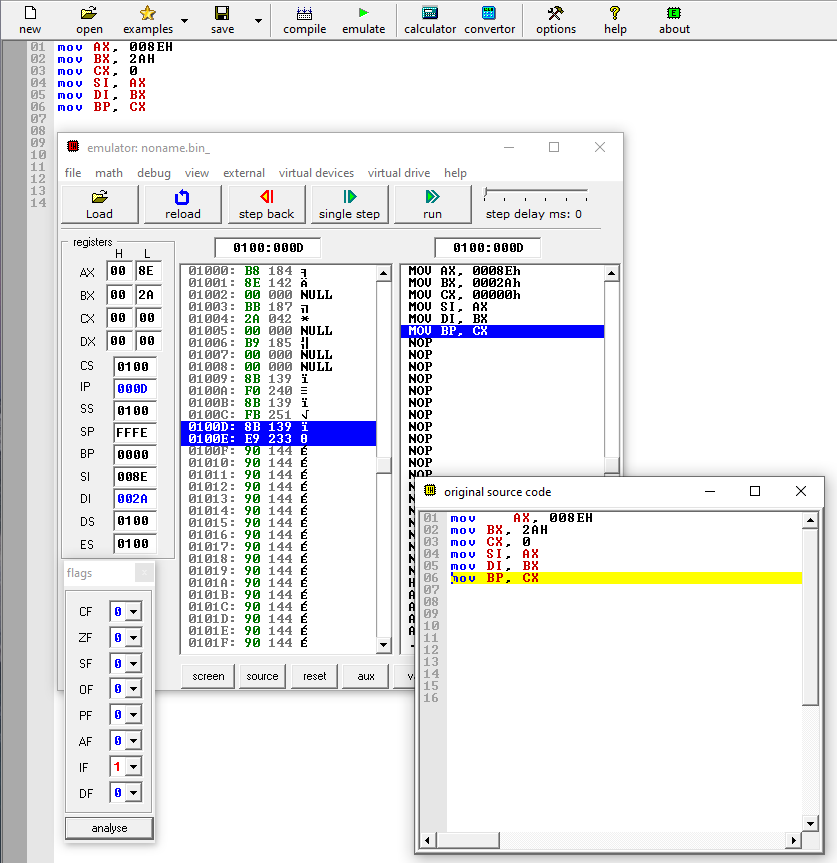 new open examples save compile emulate calculator convertor options help about
01 mov AX, 008EH
02 mov BX, 2AH
03 mov CX, 0
04 mov SI, AX
05 mov DI, BX
06 mov BP, CX
07
08
09
10
11
12
13
14
emulator: noname.bin_
file math debug view external virtual devices virtual drive help
Load reload step back single step run step delay ms: 0
registers
H L
AX 00 8E
BX 00 2A
CX 00 00
DX 00 00
CS 0100
IP 000D
SS 0100
SP FFFE
BP 0000
SI 008E
DI 002A
DS 0100
ES 0100
0100:000D
01000: B8 184 ╕
01001: 8E 142 Ä
01002: 00 000 NULL
01003: BB 187 ╗
01004: 2A 042 *
01005: 00 000 NULL
01006: B9 185 ╣
01007: 00 000 NULL
01008: 00 000 NULL
01009: 8B 139 ï
0100A: F0 240 ≡
0100B: 8B 139 ï
0100C: FB 251 √
0100D: 8B 139 ï
0100E: E9 233 θ
0100F: 90 144 É
01010: 90 144 É
01011: 90 144 É
01012: 90 144 É
01013: 90 144 É
01014: 90 144 É
01015: 90 144 É
01016: 90 144 É
01017: 90 144 É
01018: 90 144 É
01019: 90 144 É
0101A: 90 144 É
0101B: 90 144 É
0101C: 90 144 É
0101D: 90 144 É
0101E: 90 144 É
0101F: 90 144 É
0100:000D
MOV AX, 0008Eh
MOV BX, 0002Ah
MOV CX, 00000h
MOV SI, AX
MOV DI, BX
MOV BP, CX
NOP
NOP
NOP
NOP
NOP
NOP
NOP
NOP
NOP
NOP
NOP
screen source reset aux
flags
CF 0
ZF 0
SF 0
OF 0
PF 0
AF 0
IF 1
DF 0
analyse
original source code
01 mov AX, 008EH
02 mov BX, 2AH
03 mov CX, 0
04 mov SI, AX
05 mov DI, BX
06 mov BP, CX
07
08
09
10
11
12
13
14
15
16